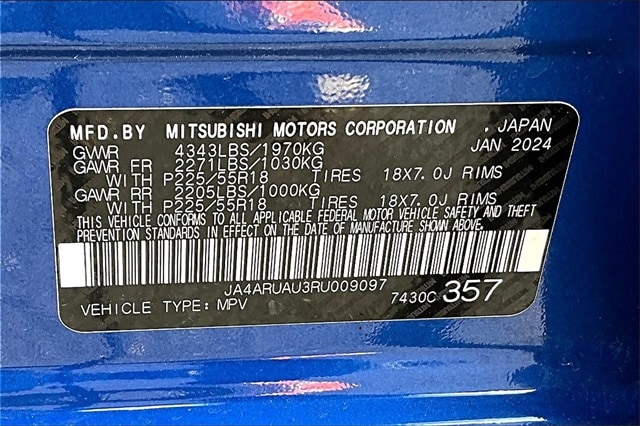 MFD.BY MITSUBISHI MOTORS CORPORATION . JAPAN
GVWR 4343LBS/1970KG JAN 2024
GAWR FR 2271LBS/1030KG
WITH P225/55R18 TIRES 18X7.0J RIMS
GAWR RR 2205LBS/1000KG
WITH P225/55R18 TIRES 18X7.0J RIMS
THIS VEHICLE CONFORMS TO ALL APPLICABLE FEDERAL MOTOR VEHICLE SAFETY AND THEFT
PREVENTION STANDARDS IN EFFECT ON THE DATE OF MANUFACTURE SHOWN ABOVE.
JA4ARUAU3RU009097
VEHICLE TYPE: MPV 7430C 357